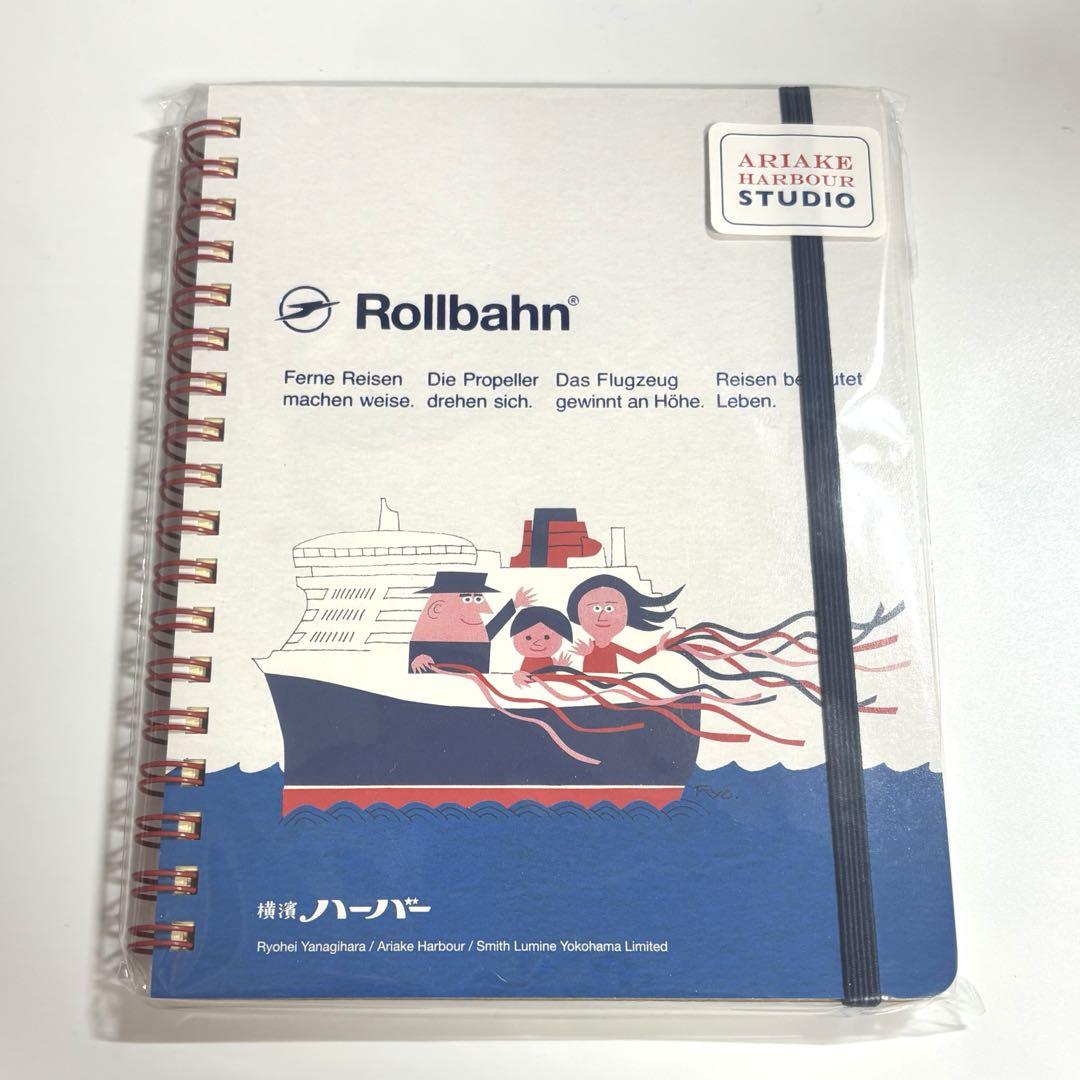 ARIAKE
HARBOUR
STUDIO
Rollbahn®
Ferne Reisen
machen weise.
Die Propeller
drehen sich.
Das Flugzeug
gewinnt an Höhe.
Reisen
Leben.
Ryo.
横濱ハーバー
Ryohei Yanagihara / Ariake Harbour / Smith Lumine Yokohama Limited